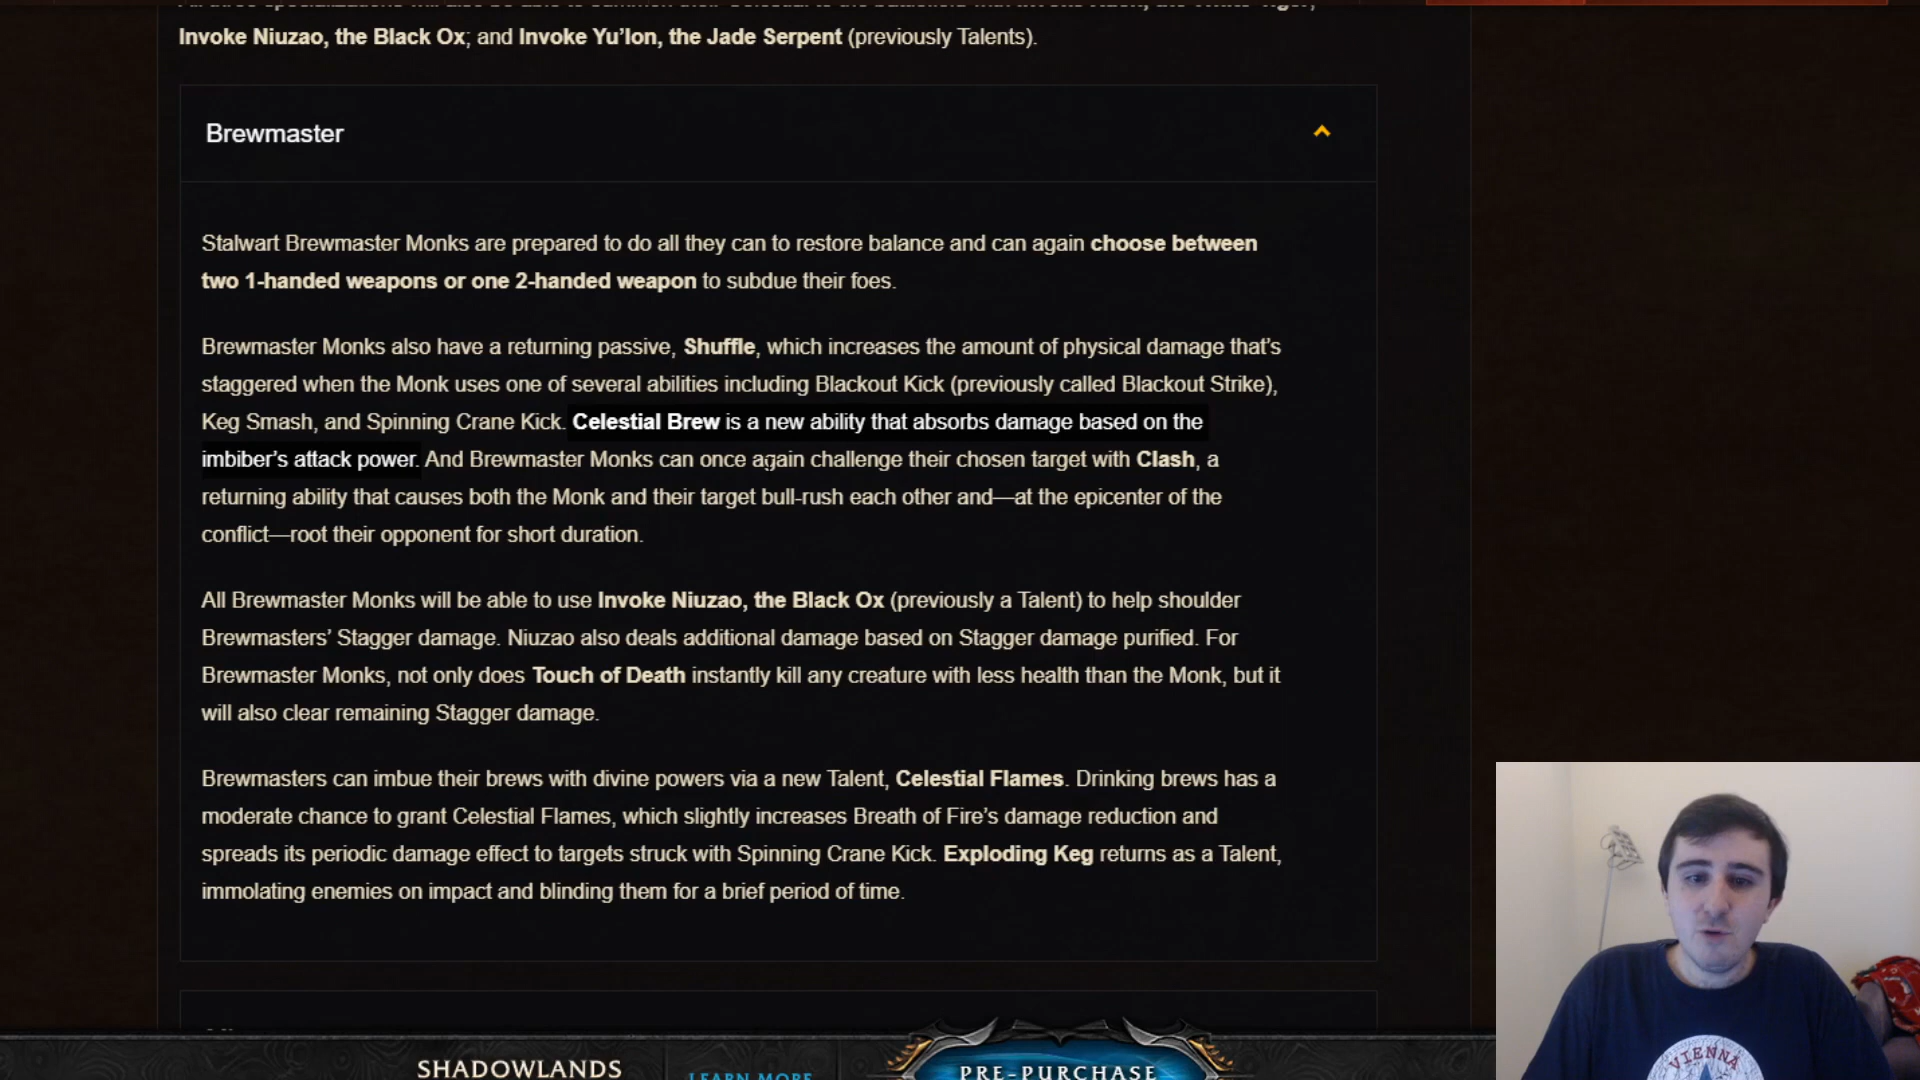 Invoke Niuzao, the Black Ox; and Invoke Yu'lon, the Jade Serpent (previously Talents).
Brewmaster
Stalwart Brewmaster Monks are prepared to do all they can to restore balance and can again choose between
two 1-handed weapons or one 2-handed weapon to subdue their foes.
Brewmaster Monks also have a returning passive, Shuffle, which increases the amount of physical damage that's
staggered when the Monk uses one of several abilities including Blackout Kick (previously called Blackout Strike),
Keg Smash, and Spinning Crane Kick. Celestial Brew is a new ability that absorbs damage based on the
imbiber's attack power. And Brewmaster Monks can once again challenge their chosen target with Clash, a
returning ability that causes both the Monk and their target bull-rush each other and—at the epicenter of the
conflict—root their opponent for short duration.
All Brewmaster Monks will be able to use Invoke Niuzao, the Black Ox (previously a Talent) to help shoulder
Brewmasters' Stagger damage. Niuzao also deals additional damage based on Stagger damage purified. For
Brewmaster Monks, not only does Touch of Death instantly kill any creature with less health than the Monk, but it
will also clear remaining Stagger damage.
Brewmasters can imbue their brews with divine powers via a new Talent, Celestial Flames. Drinking brews has a
moderate chance to grant Celestial Flames, which slightly increases Breath of Fire's damage reduction and
spreads its periodic damage effect to targets struck with Spinning Crane Kick. Exploding Keg returns as a Talent,
immolating enemies on impact and blinding them for a brief period of time.
SHADOWLANDS
LEARN MORE
PRE-PURCHASE
VIENNA